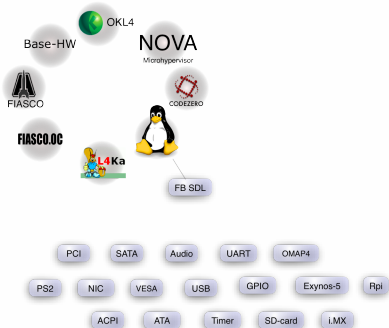 OKL4
Base-HW
NOVA
Microhypervisor
FIASCO
CODEZERO
FIASCO.OC
L4Ka
FB SDL
PCI
SATA
Audio
UART
OMAP4
PS2
NIC
VESA
USB
GPIO
Exynos-5
Rpi
ACPI
ATA
Timer
SD-card
i.MX